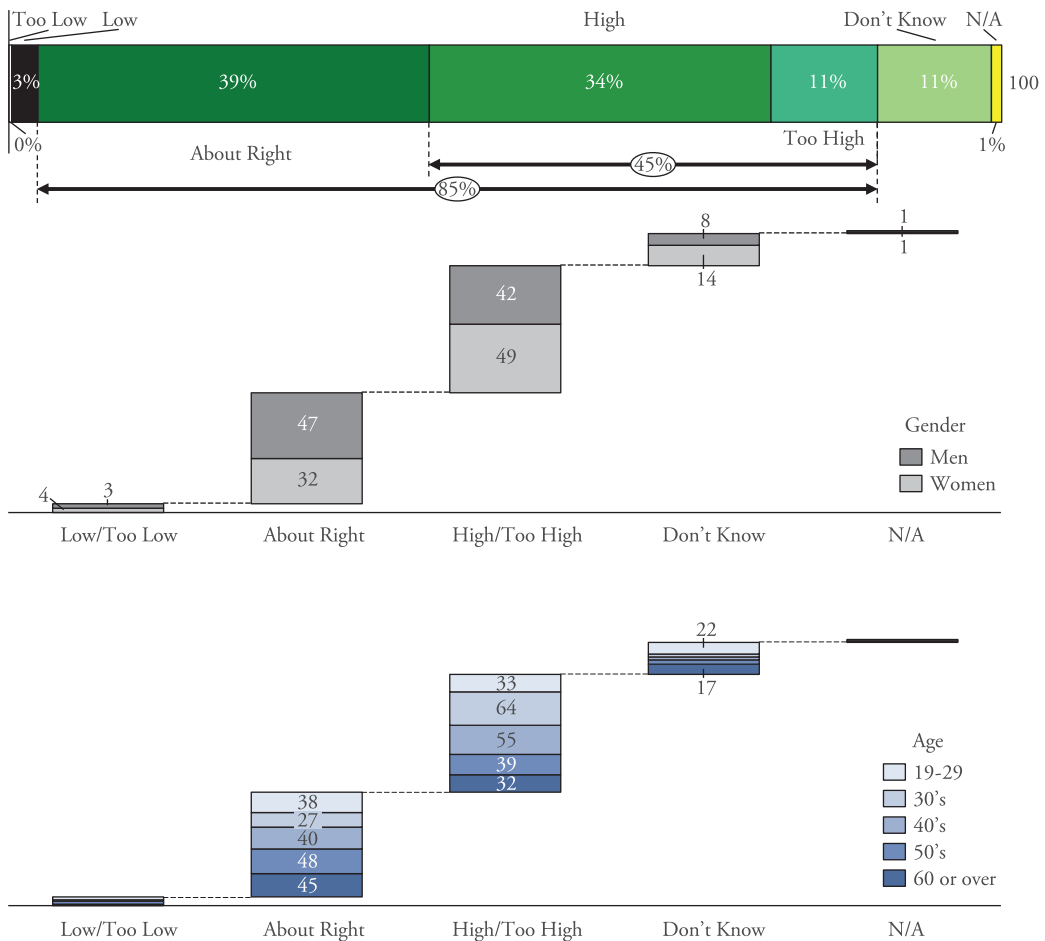 Too Low Low High Don't Know N/A
3% 39% 34% 11% 11% 100
0% About Right Too High 1%
45%
85%
8 1
1
14
42
49
47
Gender
Men
32
Women
4 3
Low/Too Low About Right High/Too High Don't Know N/A
22
33
17
64
55
Age
39
19-29
32
38
30's
27
40's
40
48
50's
45
60 or over
Low/Too Low About Right High/Too High Don't Know N/A